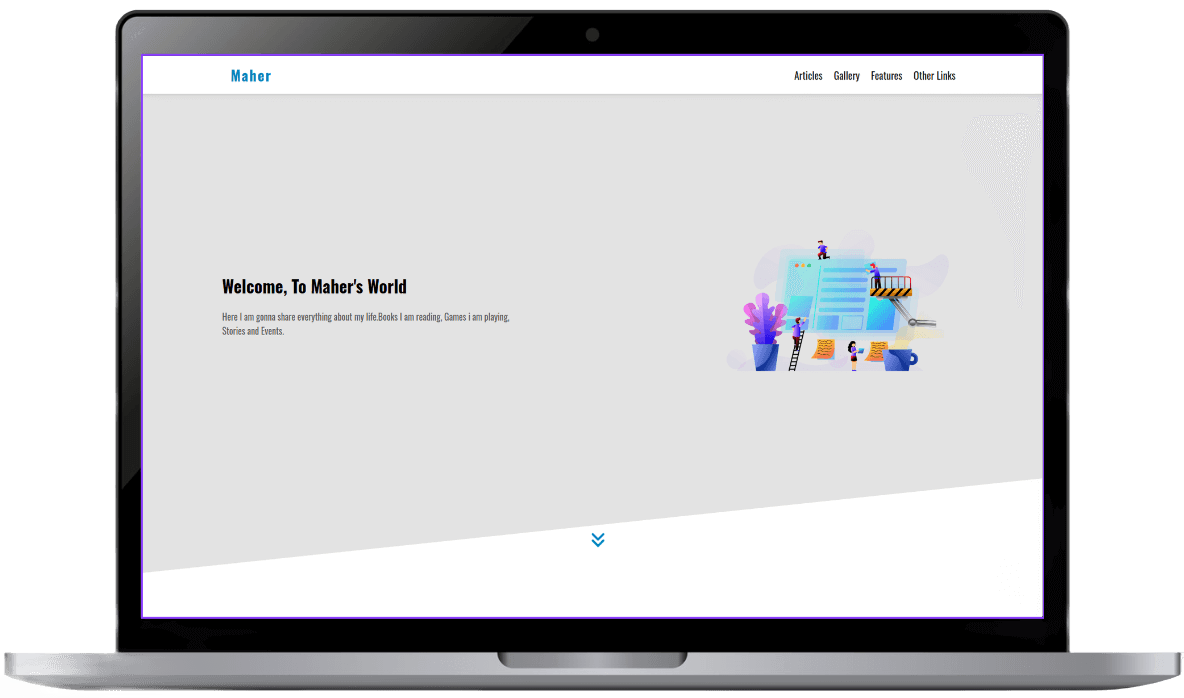 Maher
Articles Gallery Features Other Links
Welcome, To Maher's World
Here I am gonna share everything about my life.Books I am reading, Games i am playing,
Stories and Events.